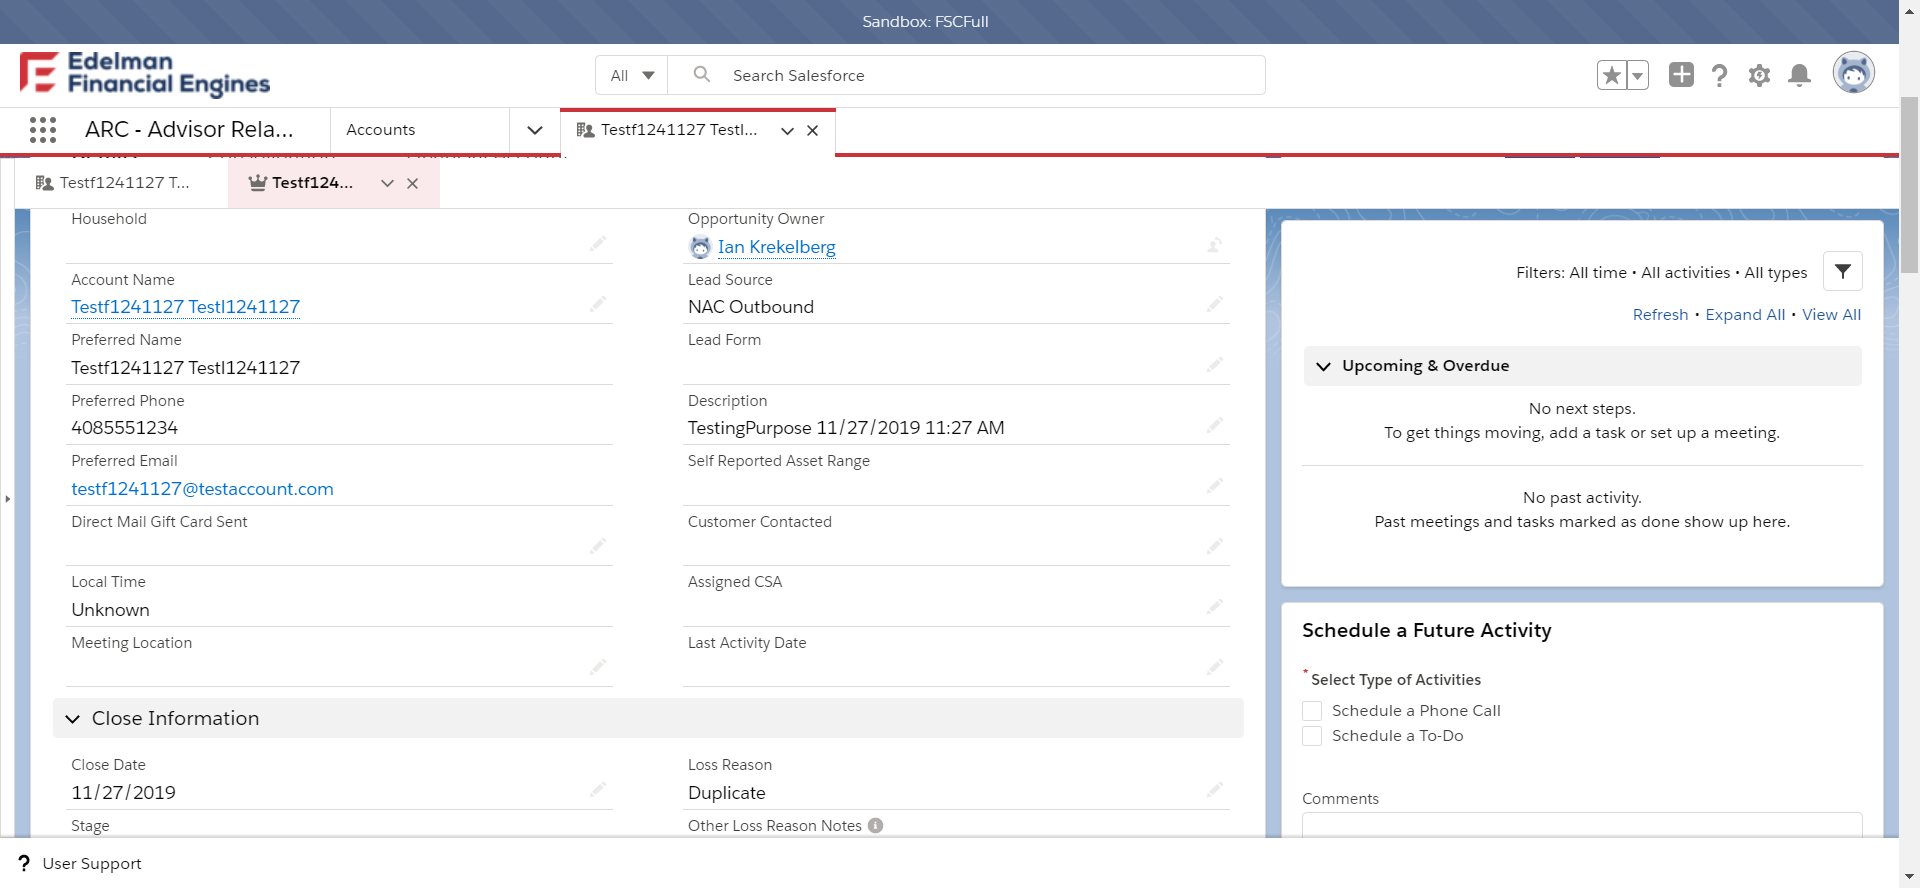 Sandbox: FSCFull
Edelman
Financial Engines
All
Search Salesforce
ARC - Advisor Rela...
Accounts
Testf1241127 Testl...
Testf1241127 T...
Testf124...
Household
Opportunity Owner
Ian Krekelberg
Account Name
Testf1241127 Testl1241127
Lead Source
NAC Outbound
Preferred Name
Testf1241127 Testl1241127
Lead Form
Preferred Phone
4085551234
Description
TestingPurpose 11/27/2019 11:27 AM
Preferred Email
testf1241127@testaccount.com
Self Reported Asset Range
Direct Mail Gift Card Sent
Customer Contacted
Local Time
Unknown
Assigned CSA
Meeting Location
Last Activity Date
Close Information
Close Date
11/27/2019
Loss Reason
Duplicate
Stage
Other Loss Reason Notes
Filters: All time • All activities • All types
Refresh • Expand All • View All
Upcoming & Overdue
No next steps.
To get things moving, add a task or set up a meeting.
No past activity.
Past meetings and tasks marked as done show up here.
Schedule a Future Activity
* Select Type of Activities
Schedule a Phone Call
Schedule a To-Do
Comments
? User Support